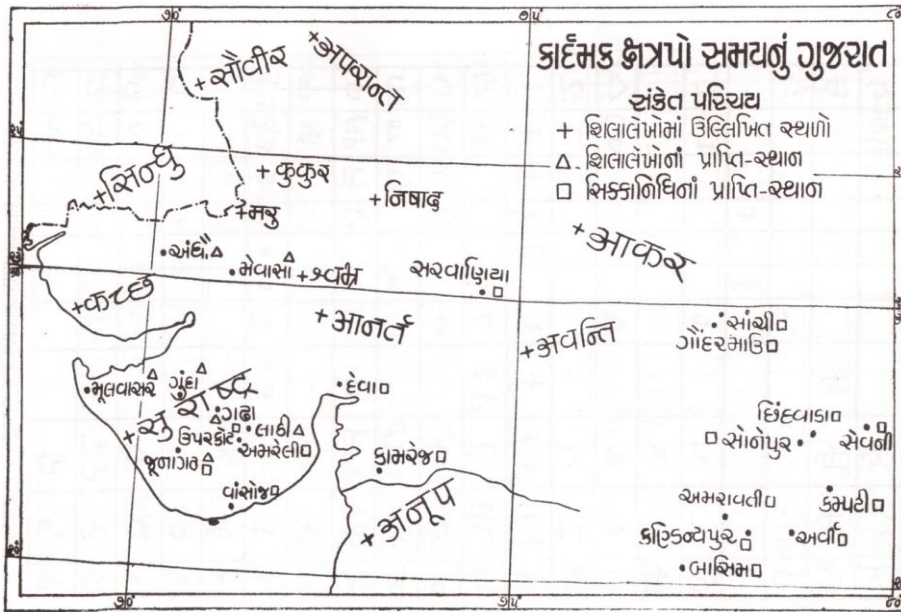 કાર્દમક ક્ષત્રપો સમયનું ગુજરાત
સંકેત પરિચય
+ શિલાલેખોમાં ઉલ્લિખિત સ્થળો
△ શિલાલેખોનાં પ્રાપ્તિ-સ્થાન
□ સિક્કાનિધિનાં પ્રાપ્તિ-સ્થાન
+સૌવીર
+અપરાન્ત
+સિન્ધુ
+કુકુર
+મરુ
+નિષાદ
અંધૌ △
મેવાસા △
+શ્વભ્ર
સરવાણિયા □
+આકર
+કચ્છ
+આનર્ત
+અવન્તિ
સાંચી □
ગોંદરમાઉ □
મૂલવાસર △
ગુંદા △
દેવા □
+સુરાષ્ટ્ર
ગઢા △
ઉપરકોટ □
લાઠી △
અમરેલી □
જૂનાગઢ △ □
વાંસોજ □
કામરેજ □
+અનૂપ
છિંદવાડા □
□ સોનેપુર
સેવની □
અમરાવતી □
કમ્પટી □
કૌણ્ડિન્યપુર □
અર્વી □
બાસિમ □